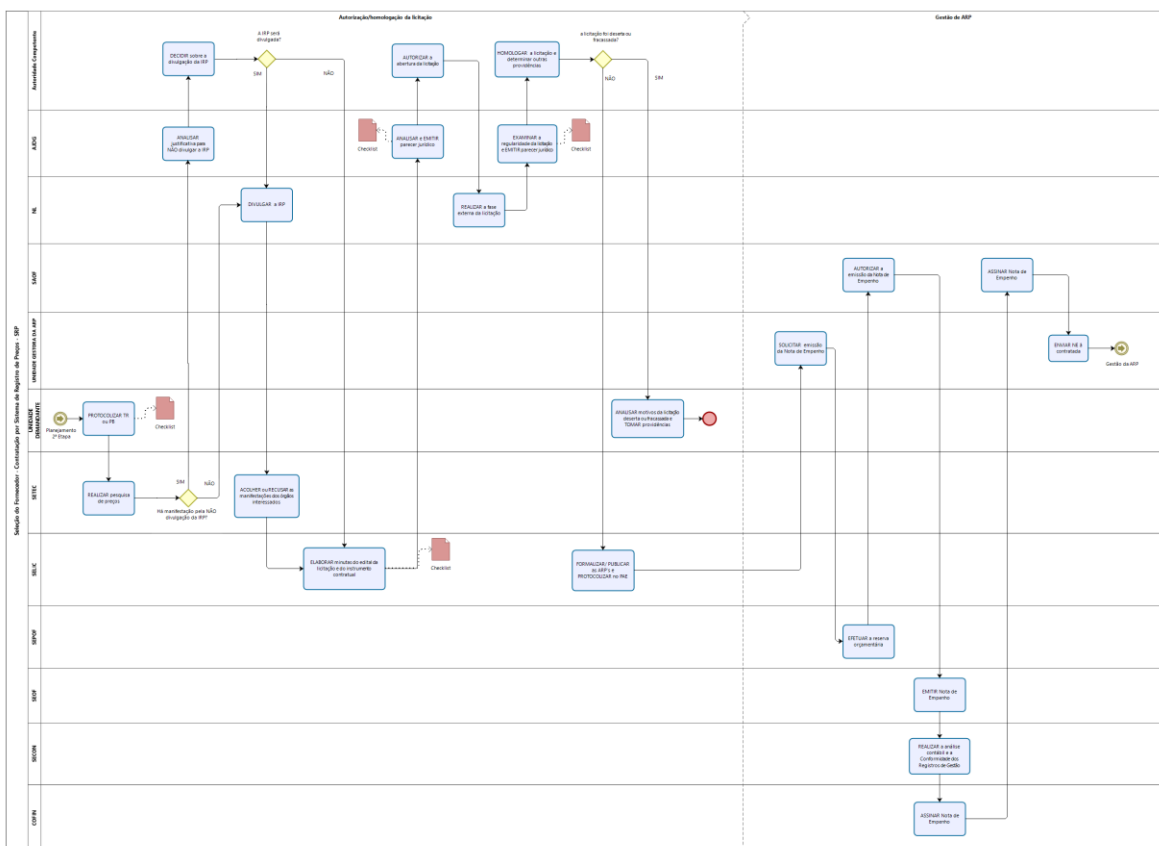 Seleção do Fornecedor - Contratação por Sistema de Registro de Preços - SRP
Autorização/homologação da licitação
Gestão de ARP
Autoridade Competente
DECIDIR sobre a
divulgação da IRP
A IRP será
divulgada?
SIM
NÃO
AUTORIZAR a
abertura da licitação
HOMOLOGAR a licitação e
determinar outras
providências
A licitação foi deserta ou
fracassada?
NÃO
SIM
ANALISAR
justificativa pela
NÃO divulgar a IRP
Checklist
ANALISAR e EMITIR
parecer jurídico
EXAMINAR a
regularidade da licitação
e EMITIR parecer jurídico
Checklist
NL
DIVULGAR a IRP
REALIZAR a fase
externa da licitação
SAOF
AUTORIZAR a
emissão da Nota de
Empenho
ASSINAR Nota de
Empenho
UNIDADE GESTORA DA ARP
SOLICITAR emissão
da Nota de Empenho
ENVIAR NE à
contratada
Gestão da ARP
UNIDADE
DEMANDANTE
Planejamento
2ª Etapa
PROTOCOLIZAR TR
ou PB
Checklist
ANALISAR motivos da licitação
deserta ou fracassada e
TOMAR providências
SETEC
REALIZAR pesquisa
de preços
SIM
NÃO
Há manifestação pela NÃO
divulgação da IRP?
ACOLHER ou RECUSAR as
manifestações dos órgãos
interessados
SELIC
ELABORAR minutas do edital de
licitação e do instrumento
contratual
Checklist
FORMALIZAR/ PUBLICAR
as ARP's e
PROTOCOLIZAR no PAE
SEPOF
EFETUAR a reserva
orçamentária
SEOF
EMITIR Nota de
Empenho
SECON
REALIZAR a análise
contábil e a
Conformidade dos
Registros de Gestão
COFIN
ASSINAR Nota de
Empenho